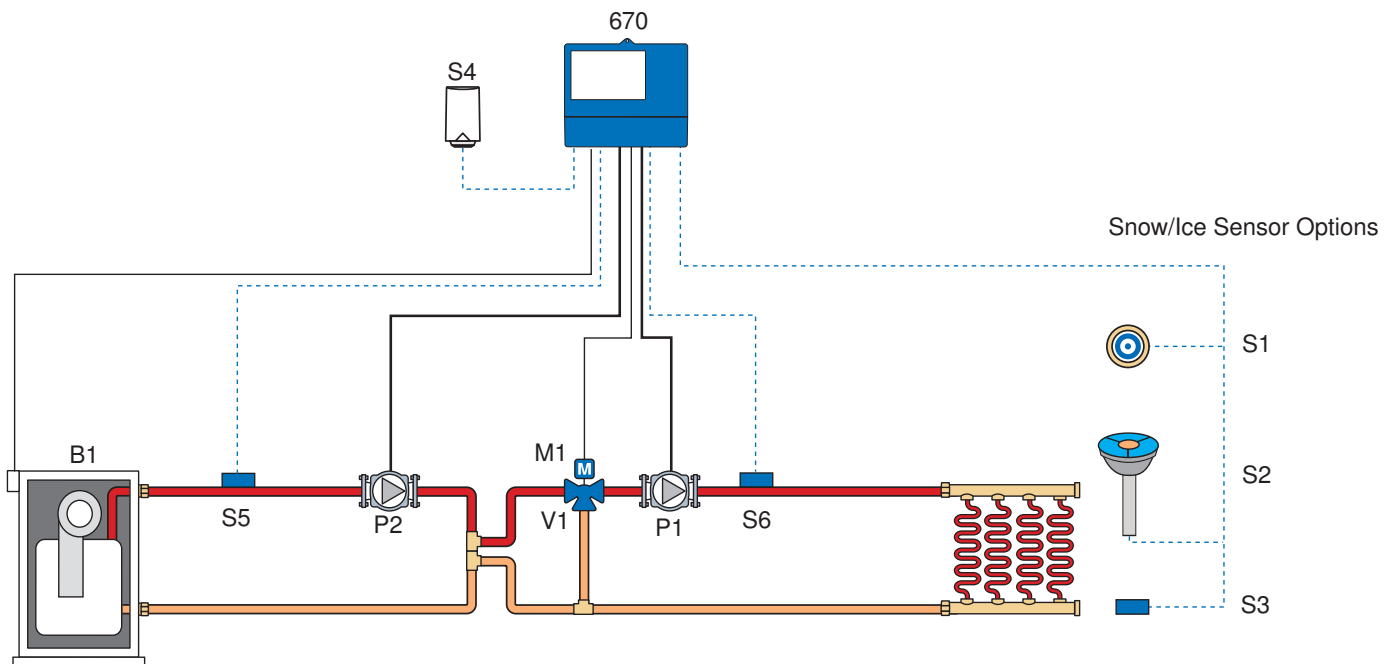 670
S4
Snow/Ice Sensor Options
S1
S2
S3
B1
M1
M
S5
P2
V1
P1
S6